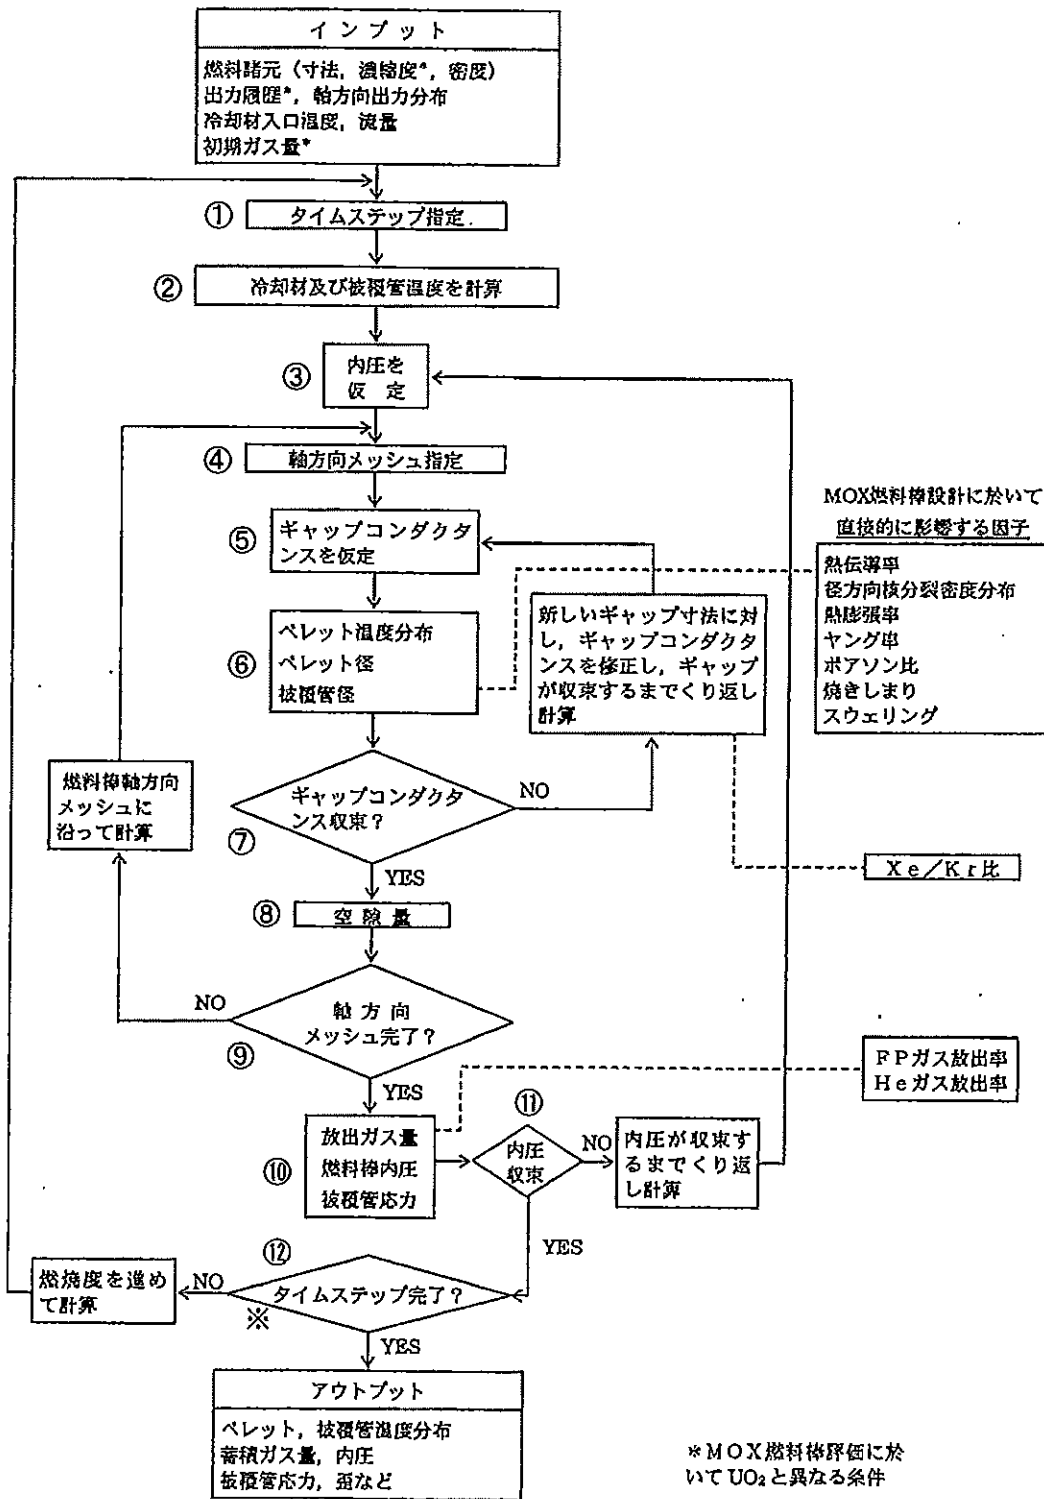 インプット
燃料諸元（寸法，濃縮度*，密度）
出力履歴*，軸方向出力分布
冷却材入口温度，流量
初期ガス量*
① タイムステップ指定
② 冷却材及び被覆管温度を計算
③ 内圧を
仮　定
④ 軸方向メッシュ指定
⑤ ギャップコンダクタ
ンスを仮定
⑥ ペレット温度分布
ペレット径
被覆管径
新しいギャップ寸法に対
し，ギャップコンダクタ
ンスを修正し，ギャップ
が収束するまでくり返し
計算
MOX燃料棒設計に於いて
直接的に影響する因子
熱伝導率
径方向核分裂密度分布
熱膨張率
ヤング率
ポアソン比
焼きしまり
スウェリング
燃料棒軸方向
メッシュに
沿って計算
⑦ ギャップコンダクタ
ンス収束？
NO
YES
Xe／Kr比
⑧ 空隙量
⑨ 軸方向
メッシュ完了？
NO
YES
FPガス放出率
Heガス放出率
⑩ 放出ガス量
燃料棒内圧
被覆管応力
⑪ 内圧
収束
NO
内圧が収束す
るまでくり返
し計算
YES
⑫ タイムステップ完了？
※
NO
燃焼度を進め
て計算
YES
アウトプット
ペレット，被覆管温度分布
蓄積ガス量，内圧
被覆管応力，歪など
*MOX燃料棒評価に於
いてUO₂と異なる条件